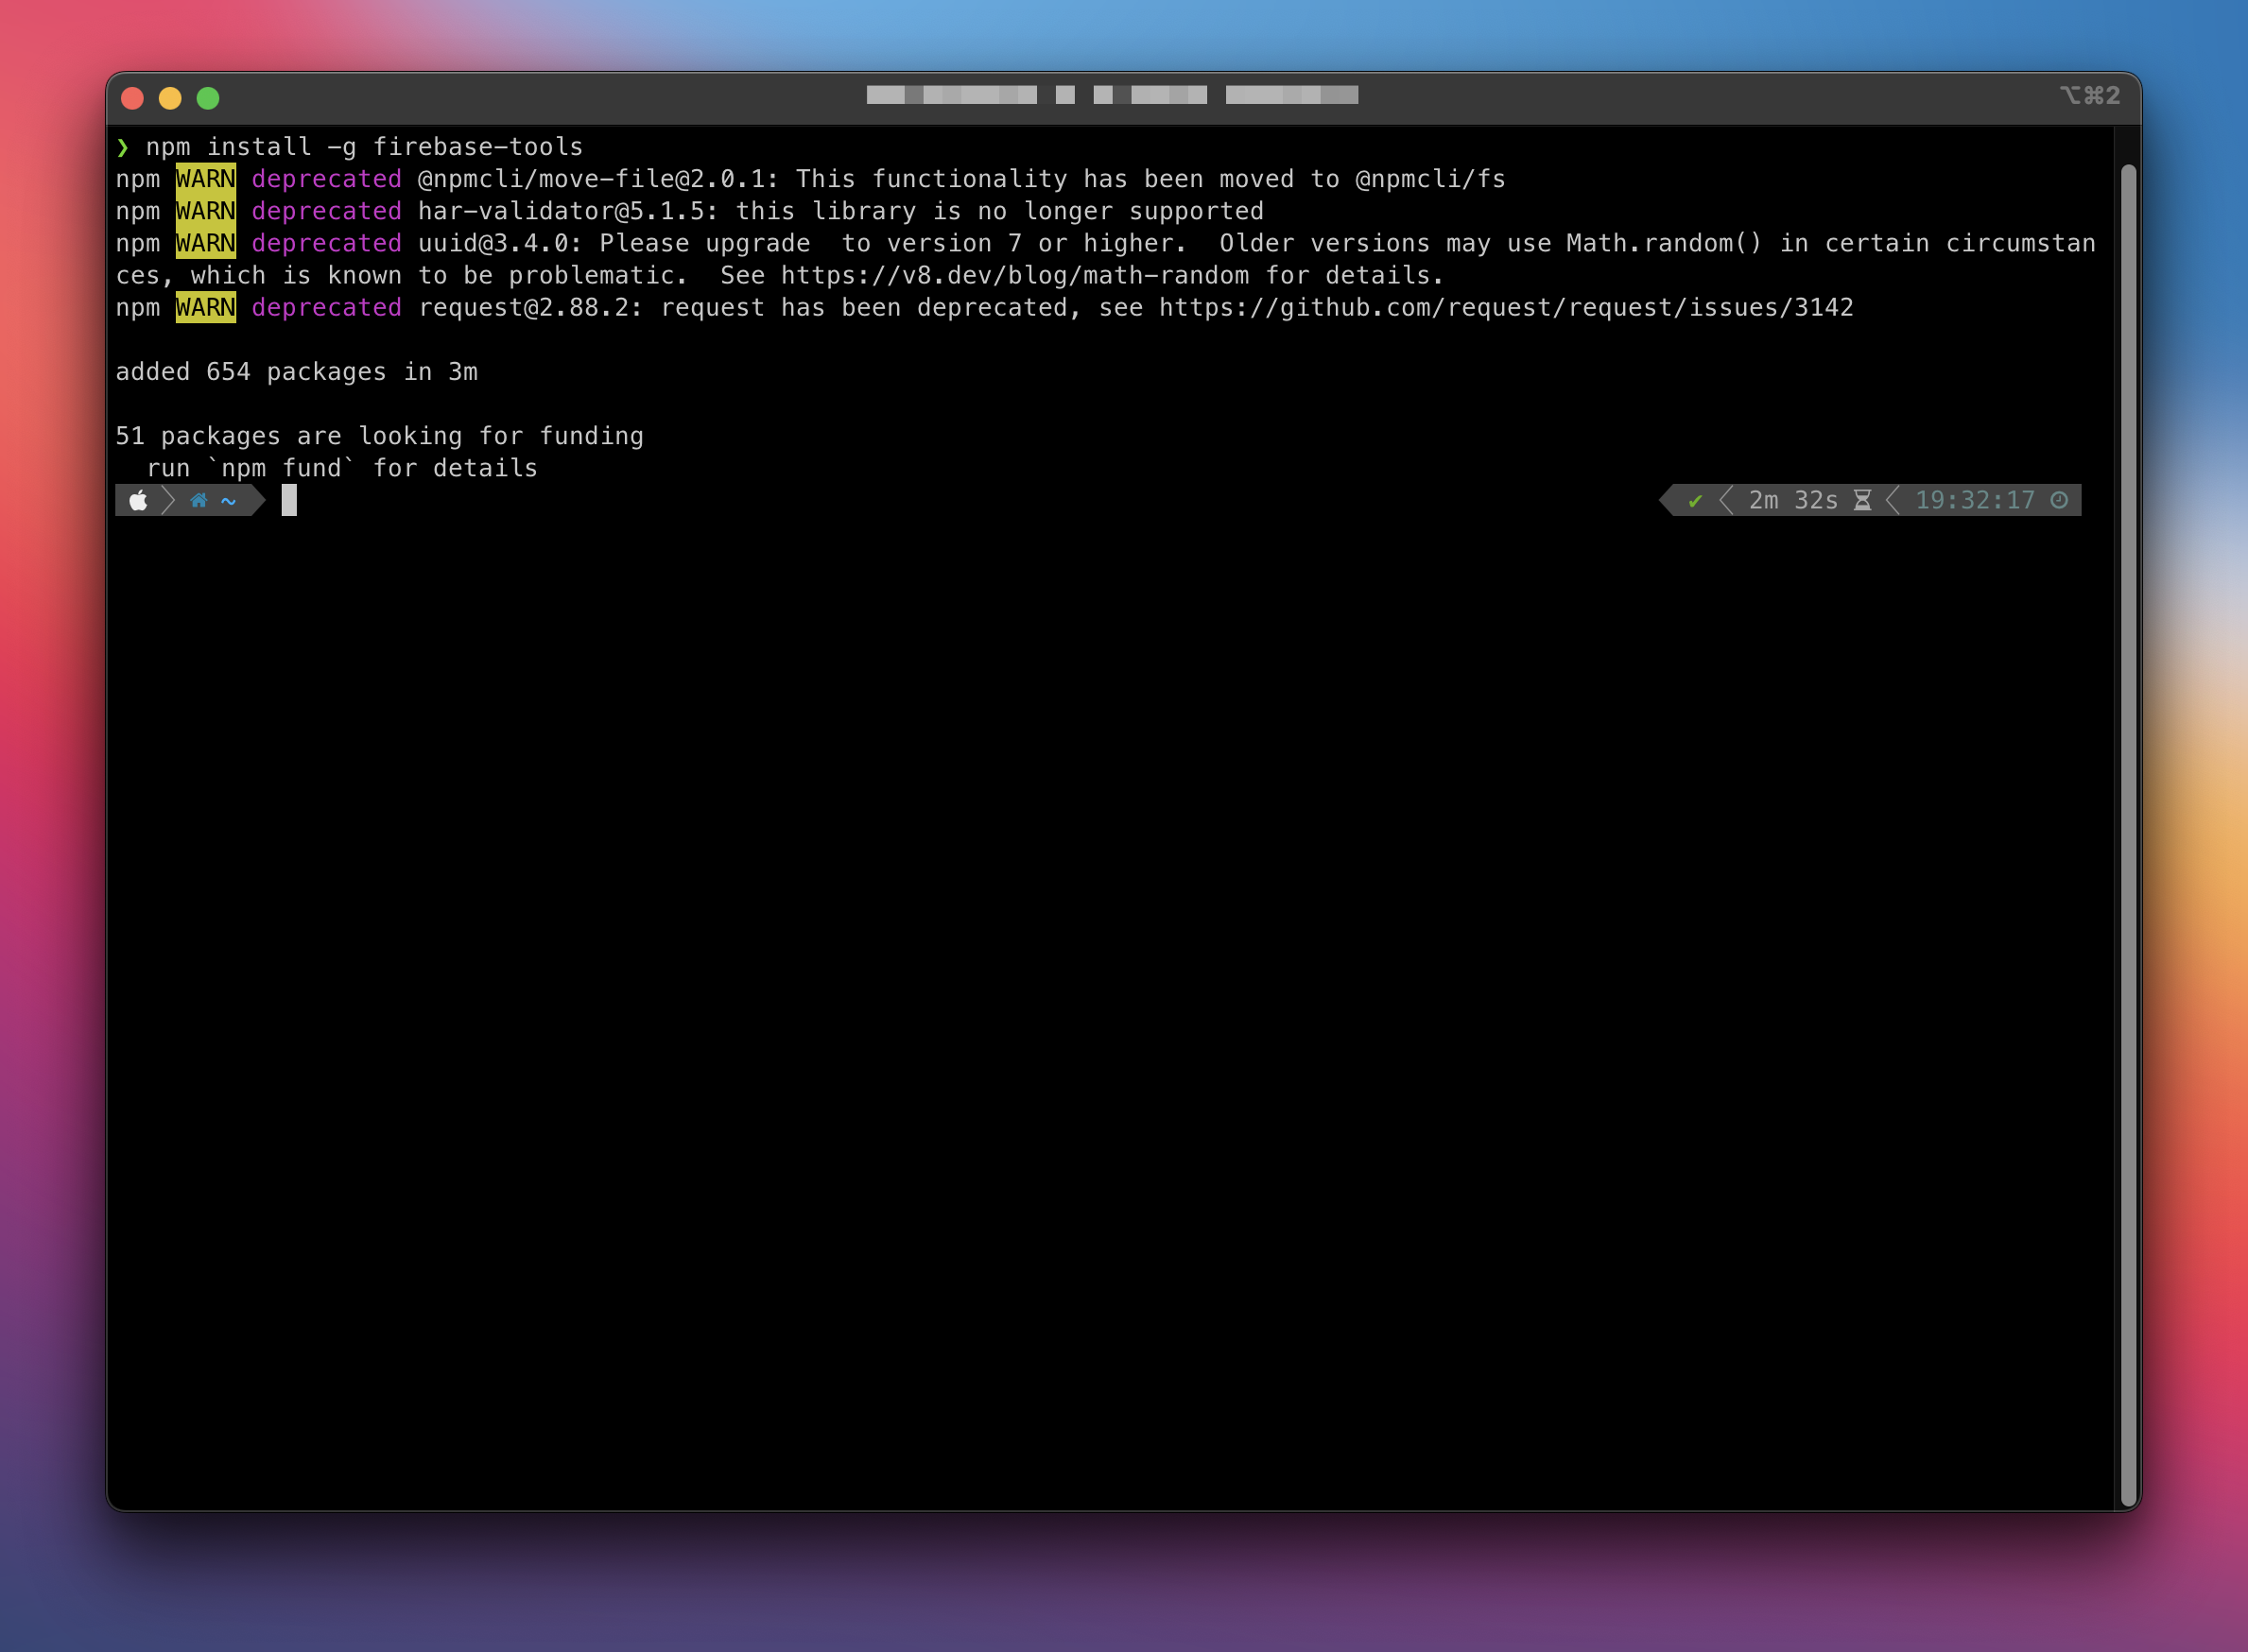 ⌥⌘2
❯ npm install -g firebase-tools
npm WARN deprecated @npmcli/move-file@2.0.1: This functionality has been moved to @npmcli/fs
npm WARN deprecated har-validator@5.1.5: this library is no longer supported
npm WARN deprecated uuid@3.4.0: Please upgrade  to version 7 or higher.  Older versions may use Math.random() in certain circumstan
ces, which is known to be problematic.  See https://v8.dev/blog/math-random for details.
npm WARN deprecated request@2.88.2: request has been deprecated, see https://github.com/request/request/issues/3142
added 654 packages in 3m
51 packages are looking for funding
  run `npm fund` for details
~ ✔ 2m 32s 19:32:17